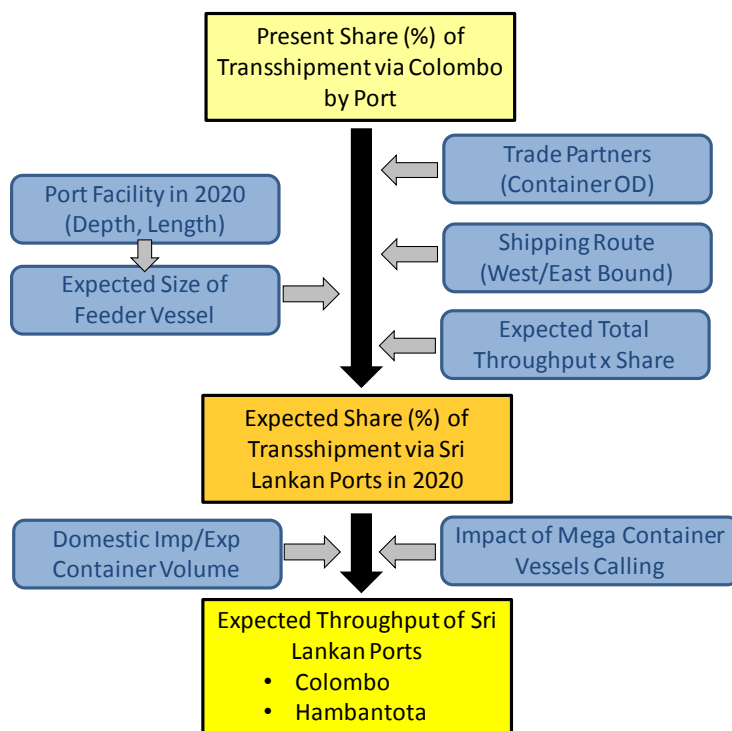 Present Share (%) of
Transshipment via Colombo
by Port
Trade Partners
(Container OD)
Port Facility in 2020
(Depth, Length)
Shipping Route
(West/East Bound)
Expected Size of
Feeder Vessel
Expected Total
Throughput x Share
Expected Share (%) of
Transshipment via Sri
Lankan Ports in 2020
Domestic Imp/Exp
Container Volume
Impact of Mega Container
Vessels Calling
Expected Throughput of Sri
Lankan Ports
• Colombo
• Hambantota